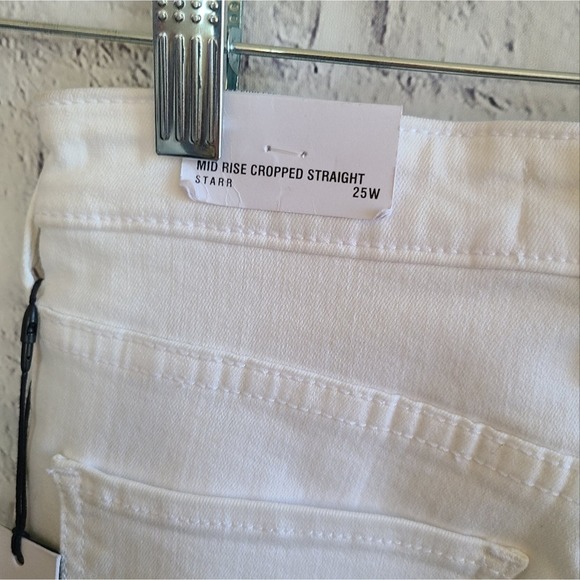 MID RISE CROPPED STRAIGHT
STARR
25W